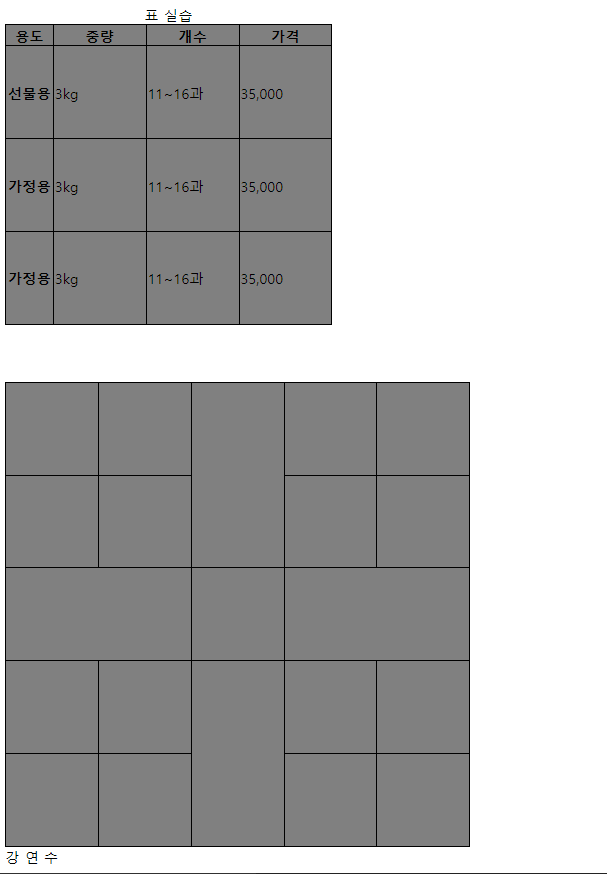 표 실습
용도 중량 개수 가격
선물용 3kg 11~16과 35,000
가정용 3kg 11~16과 35,000
가정용 3kg 11~16과 35,000
강 연 수